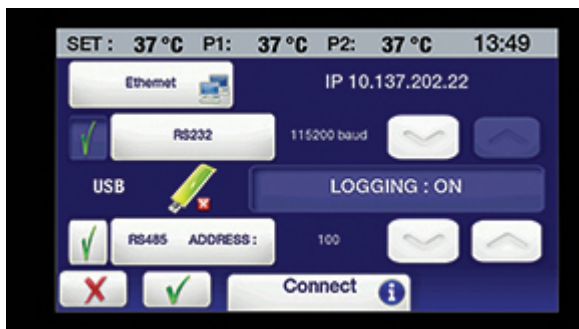 SET: 37 °C P1: 37 °C P2: 37 °C 13:49
Ethernet IP 10.137.202.22
RS232 115200 baud
USB LOGGING : ON
RS485 ADDRESS: 100
Connect